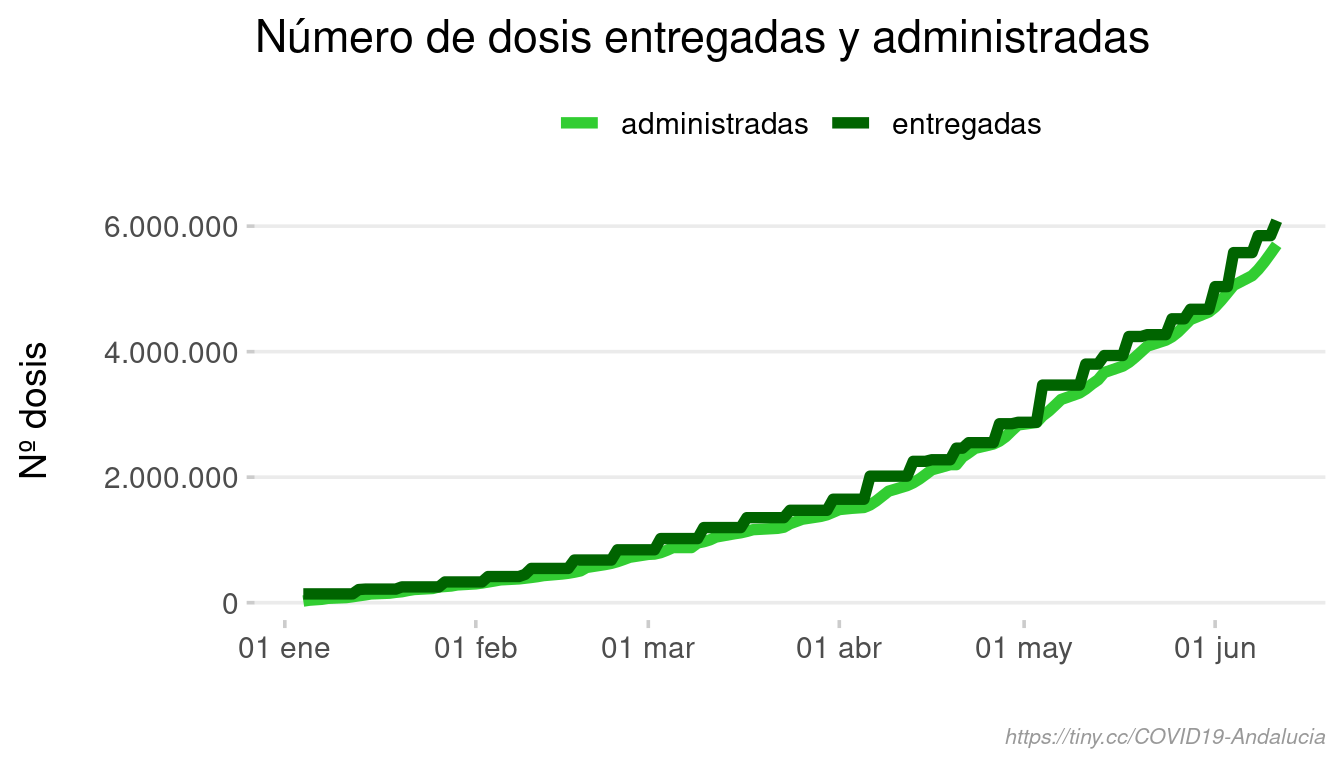 Número de dosis entregadas y administradas
administradas entregadas
Nº dosis
6.000.000
4.000.000
2.000.000
0
01 ene 01 feb 01 mar 01 abr 01 may 01 jun
https://tiny.cc/COVID19-Andalucia